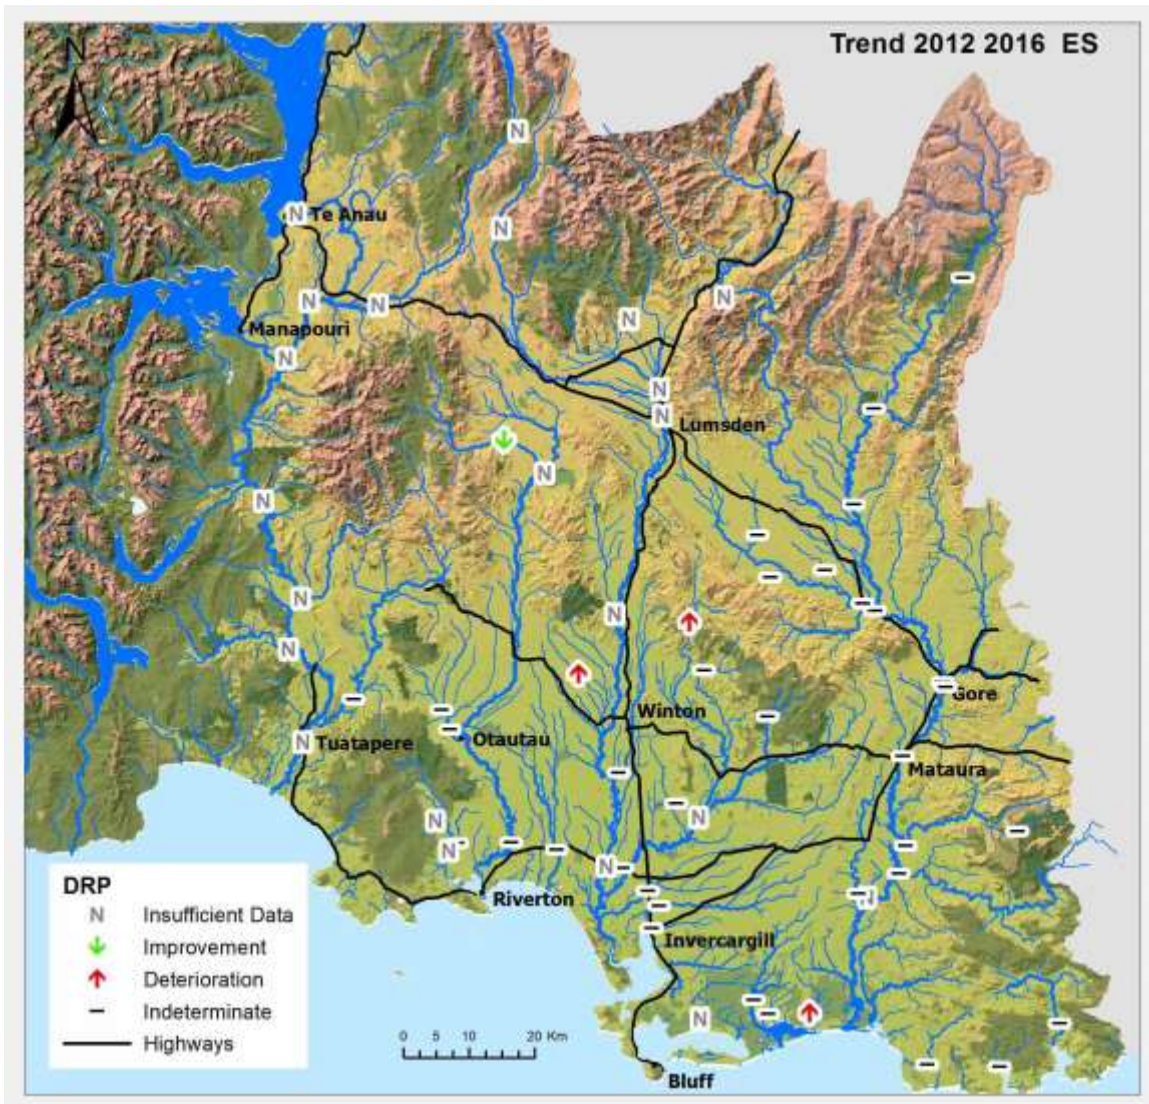 Trend 2012 2016 ES
N
N
N
Te Anau
N
N
N
N
N
Manapouri
N
N
N
Lumsden
N
N
N
N
N
Gore
Winton
Otautau
Tuatapere
N
Mataura
N
N
N
N
Riverton
Invercargill
N
Bluff
DRP
N Insufficient Data
Improvement
Deterioration
Indeterminate
Highways
0 5 10 20 Km